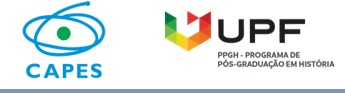 CAPES
UPF
PPGH - PROGRAMA DE
PÓS-GRADUAÇÃO EM HISTÓRIA